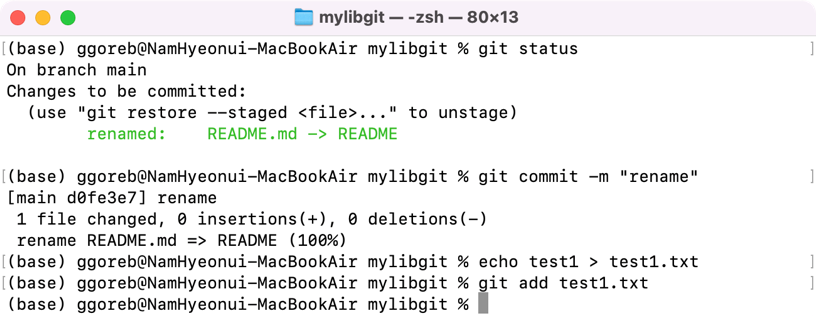 mylibgit — -zsh — 80×13
(base) ggoreb@NamHyeonui-MacBookAir mylibgit % git status
On branch main
Changes to be committed:
  (use "git restore --staged <file>..." to unstage)
        renamed:    README.md -> README
(base) ggoreb@NamHyeonui-MacBookAir mylibgit % git commit -m "rename"
[main d0fe3e7] rename
 1 file changed, 0 insertions(+), 0 deletions(-)
 rename README.md => README (100%)
(base) ggoreb@NamHyeonui-MacBookAir mylibgit % echo test1 > test1.txt
(base) ggoreb@NamHyeonui-MacBookAir mylibgit % git add test1.txt
(base) ggoreb@NamHyeonui-MacBookAir mylibgit %